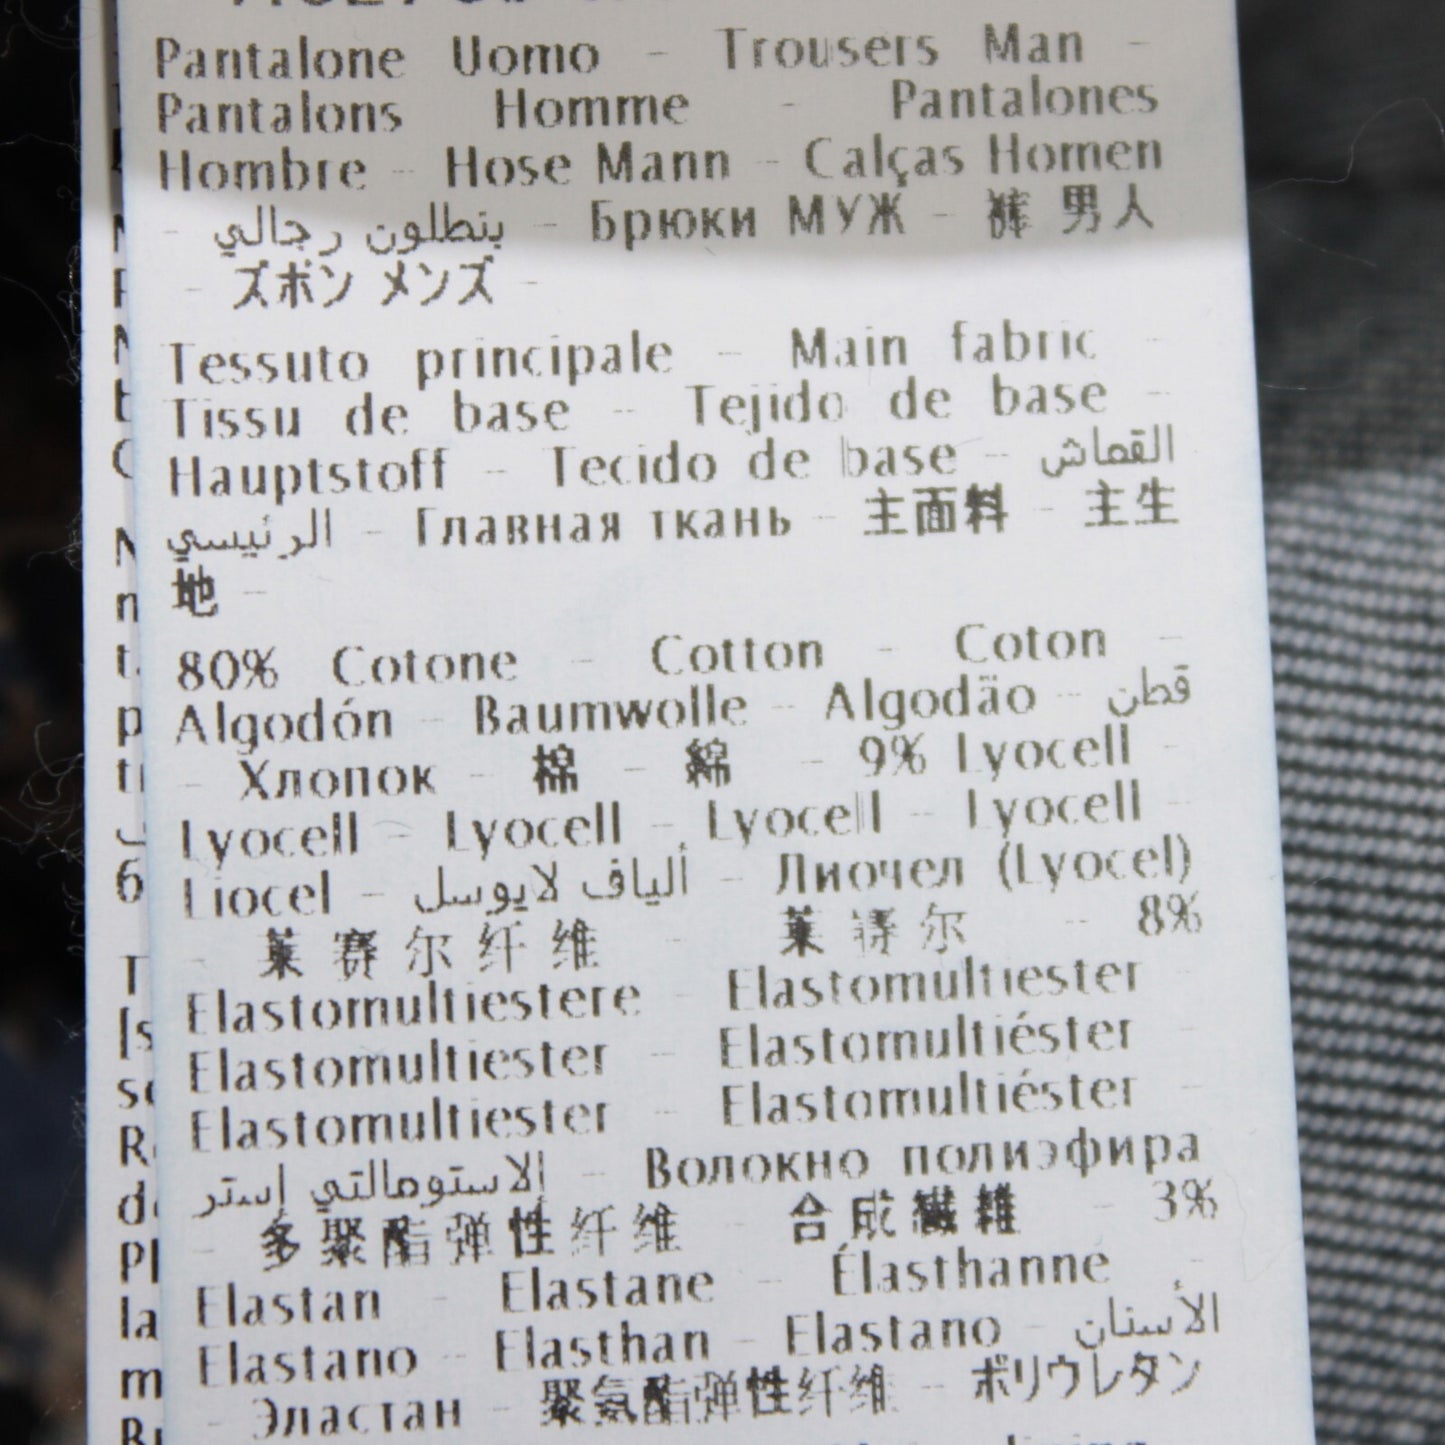 Pantalone Uomo - Trousers Man -
Pantalons Homme - Pantalones
Hombre - Hose Mann - Calças Homen
- بنطلون رجالي - Брюки МУЖ - 裤 男人
- ズボン メンズ -
Tessuto principale - Main fabric -
Tissu de base - Tejido de base -
Hauptstoff - Tecido de base - القماش
الرئيسي - Главная ткань - 主面料 - 主生
地 -
80% Cotone - Cotton - Coton -
Algodón - Baumwolle - Algodäo - قطن
- Хлопок - 棉 - 綿 - 9% Lyocell -
Lyocell - Lyocell - Lyocell - Lyocell -
Liocel - ألياف لايوسل - Лиочел (Lyocel)
- 莱赛尔纤维 - 莱赛尔 - 8%
Elastomultiestere - Elastomultiester -
Elastomultiester - Elastomultiéster -
Elastomultiester - Elastomultiéster -
الاستومالتي إستر - Волокно полиэфира
- 多聚酯弹性纤维 - 合成繊維 - 3%
Elastan - Elastane - Élasthanne -
Elastano - Elasthan - Elastano - الأستان
- Эластан - 聚氨酯弹性纤维 - ポリウレタン